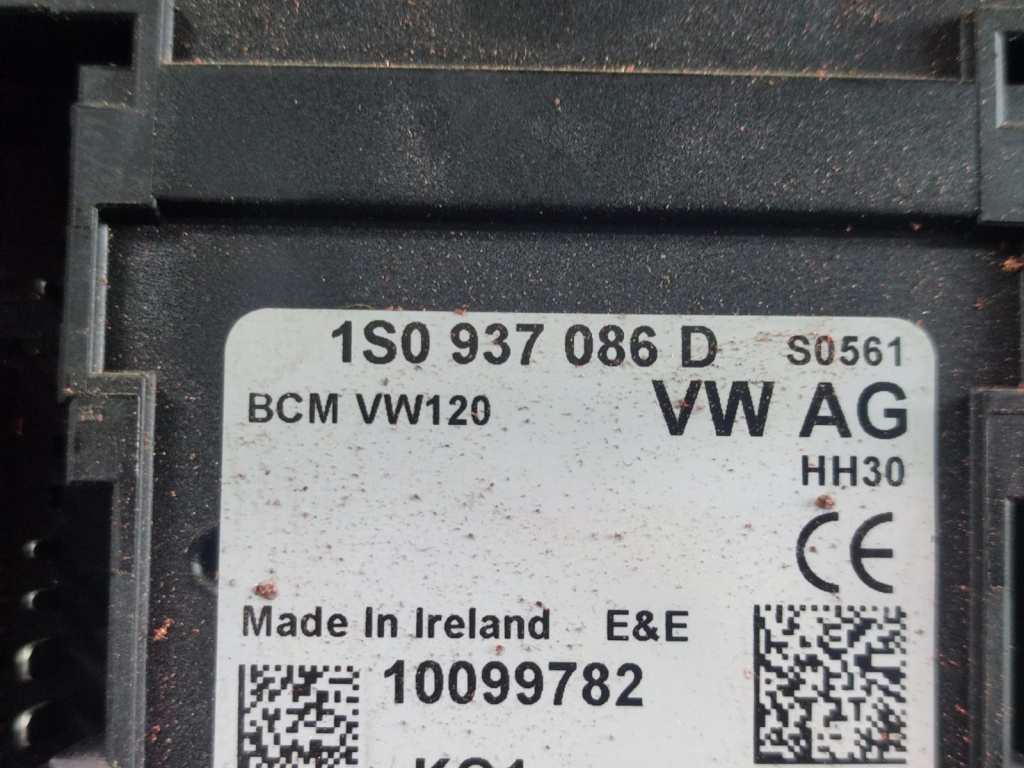 1S0 937 086 D S0561
BCM VW120 VW AG
HH30
CE
Made In Ireland E&E
10099782